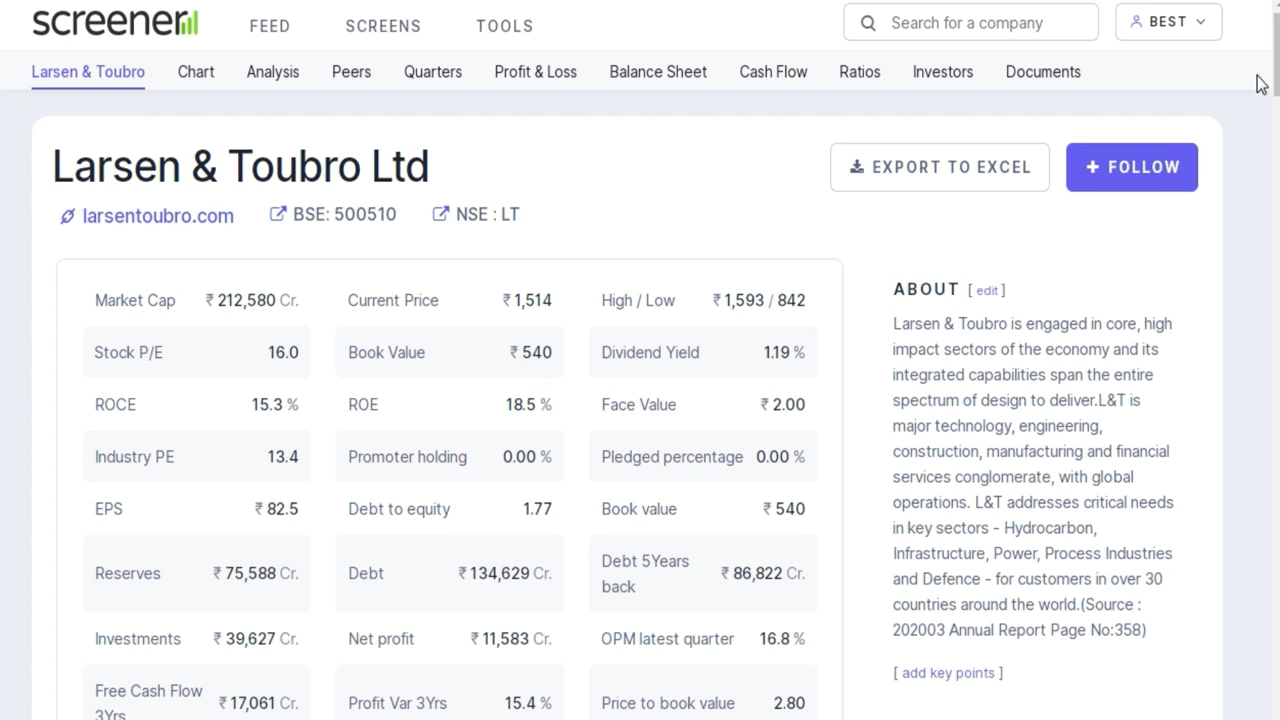 screener FEED SCREENS TOOLS Search for a company BEST
Larsen & Toubro Chart Analysis Peers Quarters Profit & Loss Balance Sheet Cash Flow Ratios Investors Documents
Larsen & Toubro Ltd
EXPORT TO EXCEL
+ FOLLOW
larsentoubro.com BSE: 500510 NSE : LT
Market Cap ₹ 212,580 Cr. Current Price ₹ 1,514 High / Low ₹ 1,593 / 842
Stock P/E 16.0 Book Value ₹ 540 Dividend Yield 1.19 %
ROCE 15.3 % ROE 18.5 % Face Value ₹ 2.00
Industry PE 13.4 Promoter holding 0.00 % Pledged percentage 0.00 %
EPS ₹ 82.5 Debt to equity 1.77 Book value ₹ 540
Reserves ₹ 75,588 Cr. Debt ₹ 134,629 Cr. Debt 5Years
back ₹ 86,822 Cr.
Investments ₹ 39,627 Cr. Net profit ₹ 11,583 Cr. OPM latest quarter 16.8 %
Free Cash Flow
3Yrs ₹ 17,061 Cr. Profit Var 3Yrs 15.4 % Price to book value 2.80
ABOUT [ edit ]
Larsen & Toubro is engaged in core, high
impact sectors of the economy and its
integrated capabilities span the entire
spectrum of design to deliver.L&T is
major technology, engineering,
construction, manufacturing and financial
services conglomerate, with global
operations. L&T addresses critical needs
in key sectors - Hydrocarbon,
Infrastructure, Power, Process Industries
and Defence - for customers in over 30
countries around the world.(Source :
202003 Annual Report Page No:358)
[ add key points ]